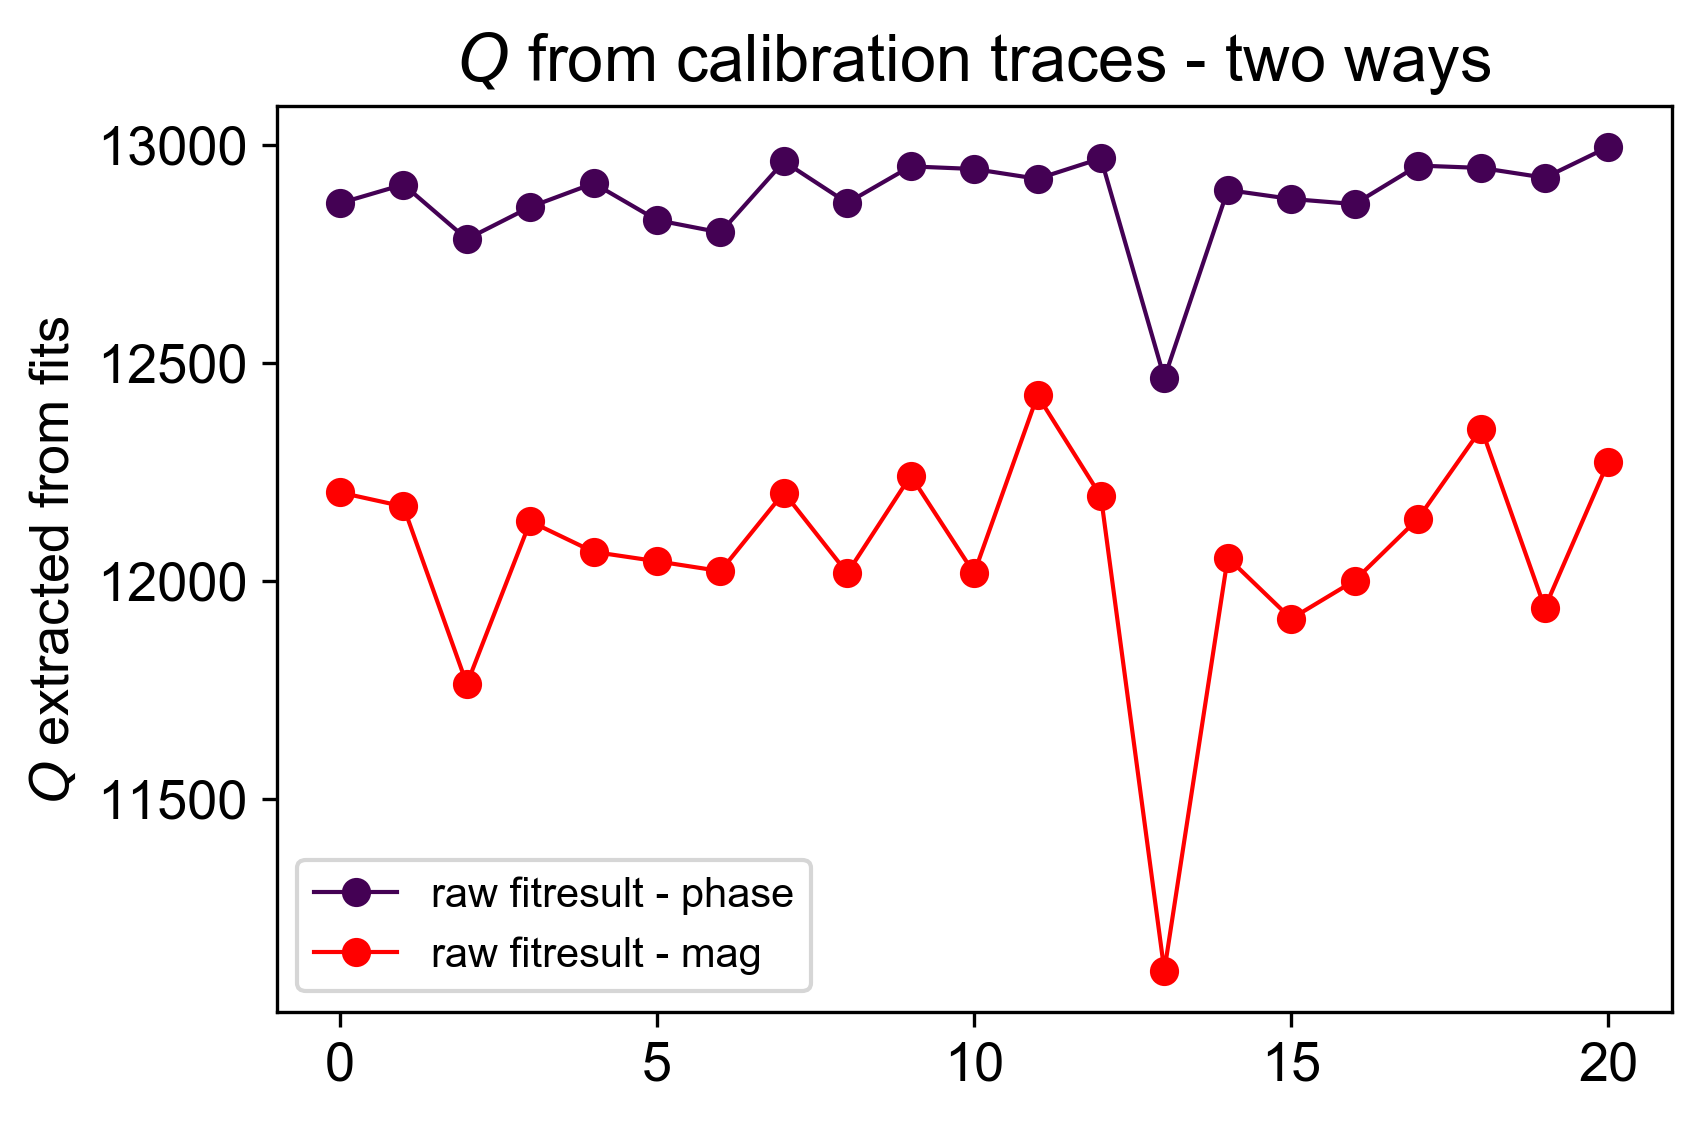 Q from calibration traces - two ways
Q extracted from fits
13000
12500
12000
11500
raw fitresult - phase
raw fitresult - mag
0 5 10 15 20